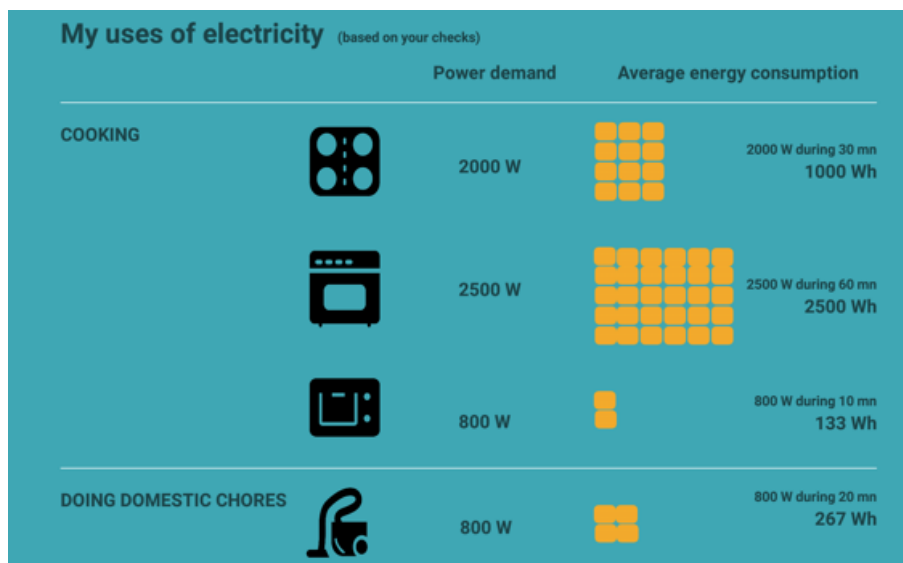 My uses of electricity (based on your checks)
Power demand Average energy consumption
COOKING
2000 W
2000 W during 30 mn
1000 Wh
2500 W
2500 W during 60 mn
2500 Wh
800 W
800 W during 10 mn
133 Wh
DOING DOMESTIC CHORES
800 W
800 W during 20 mn
267 Wh